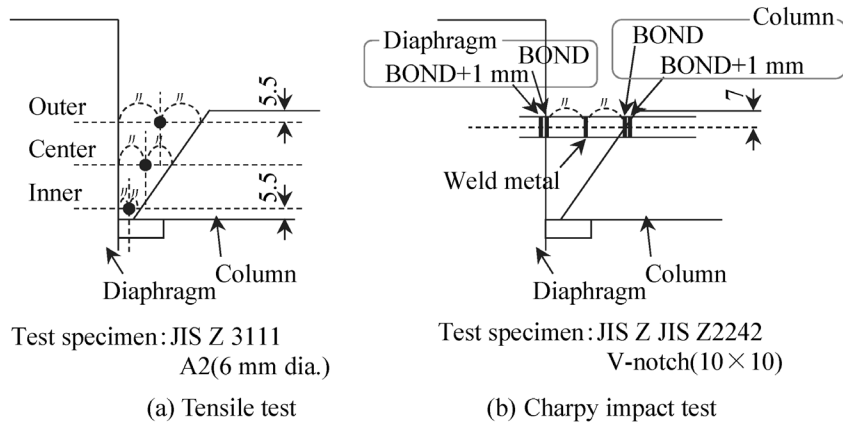 Outer
Center
Inner
5.5
5.5
Column
Diaphragm
Test specimen:JIS Z 3111
A2(6 mm dia.)
(a) Tensile test
Column
Diaphragm
BOND
BOND
BOND+1 mm
BOND+1 mm
7
Weld metal
Column
Diaphragm
Test specimen:JIS Z JIS Z2242
V-notch(10×10)
(b) Charpy impact test